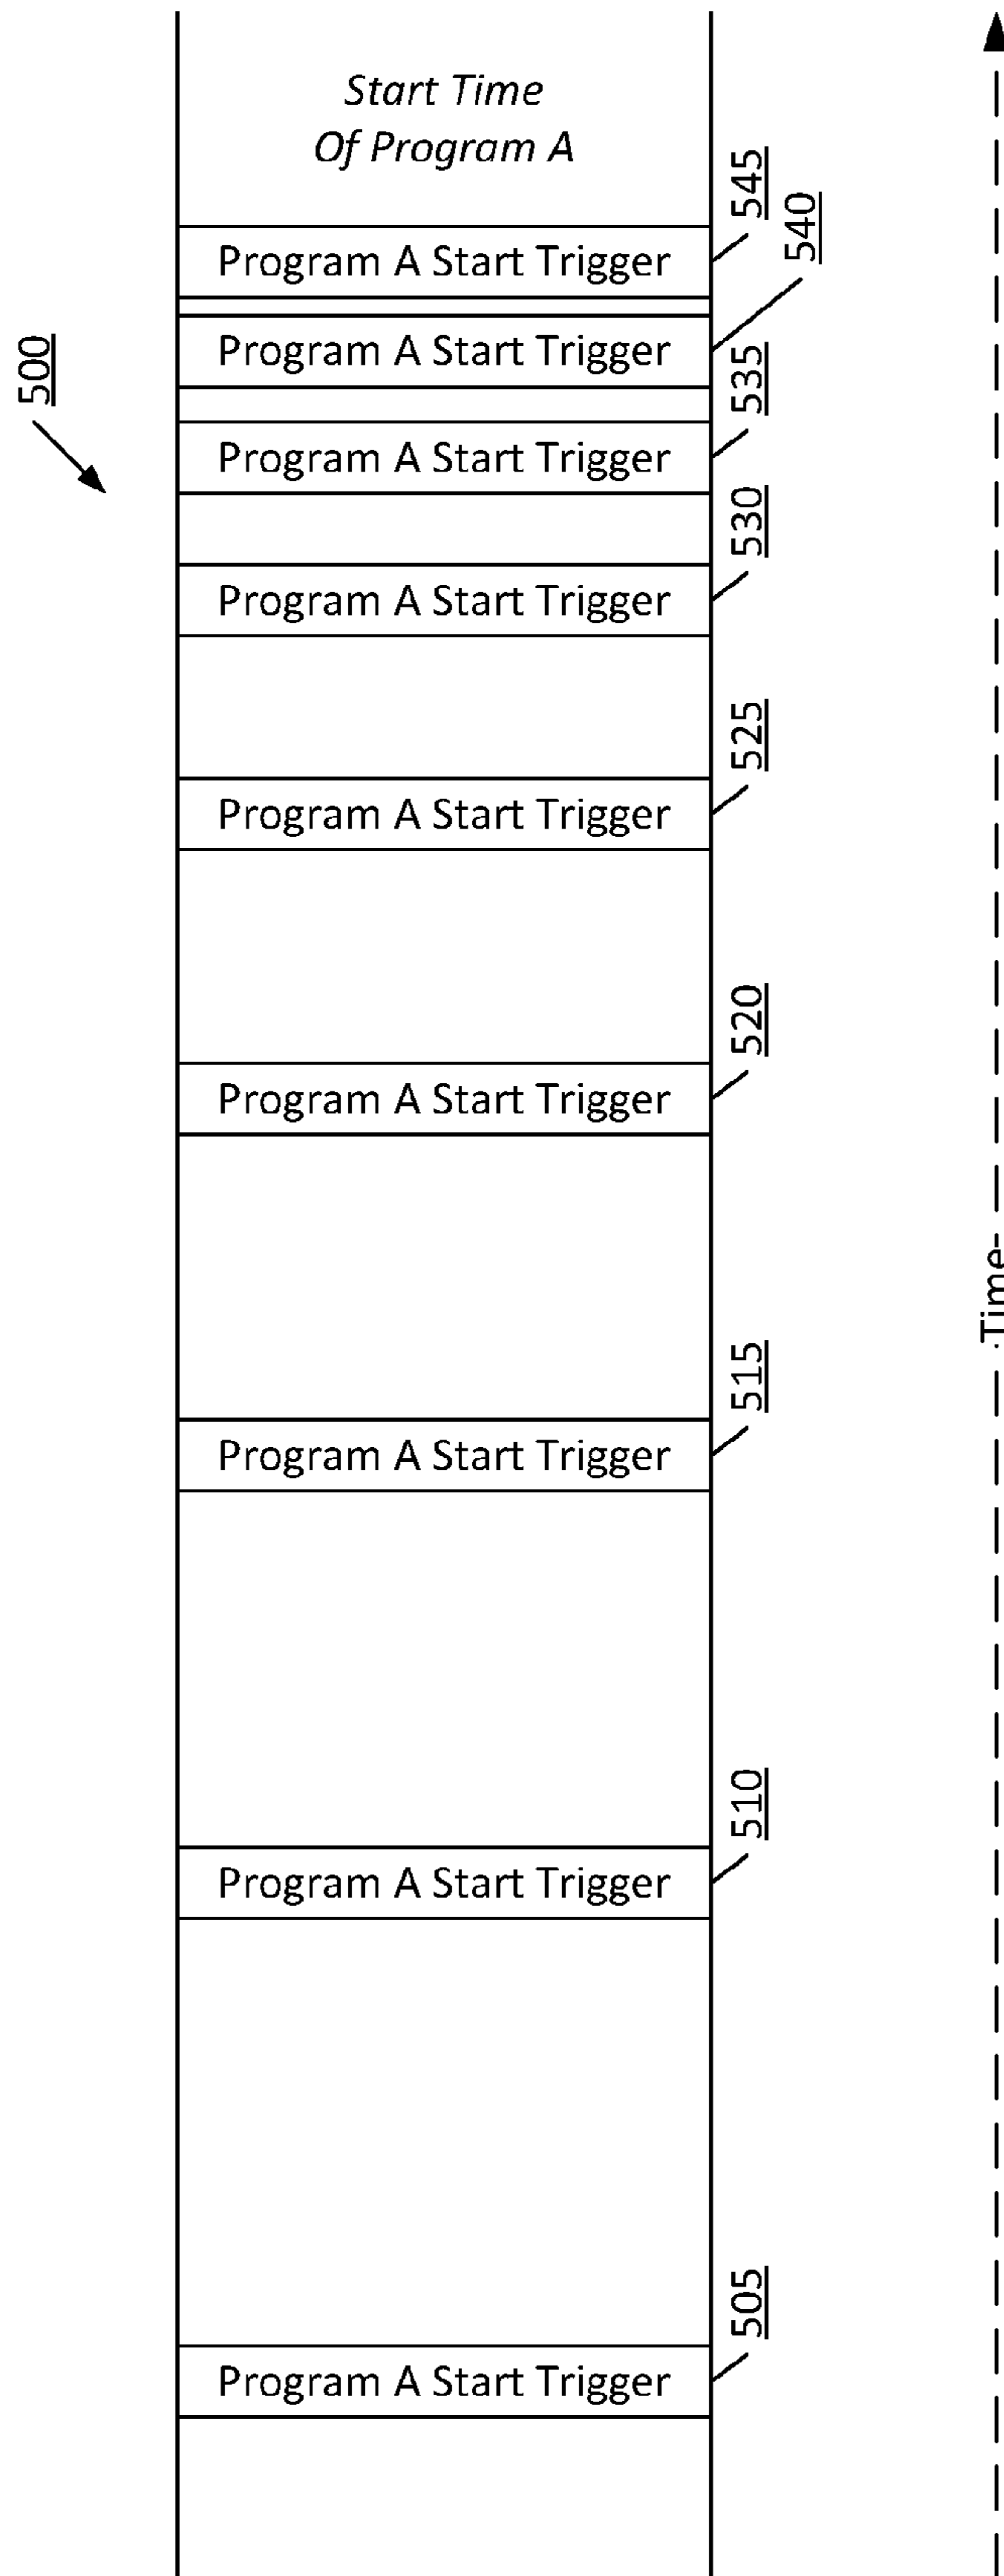 Start Time
Of Program A
Program A Start Trigger
545
540
Program A Start Trigger
500
535
Program A Start Trigger
530
Program A Start Trigger
525
Program A Start Trigger
520
Program A Start Trigger
Time
515
Program A Start Trigger
510
Program A Start Trigger
505
Program A Start Trigger